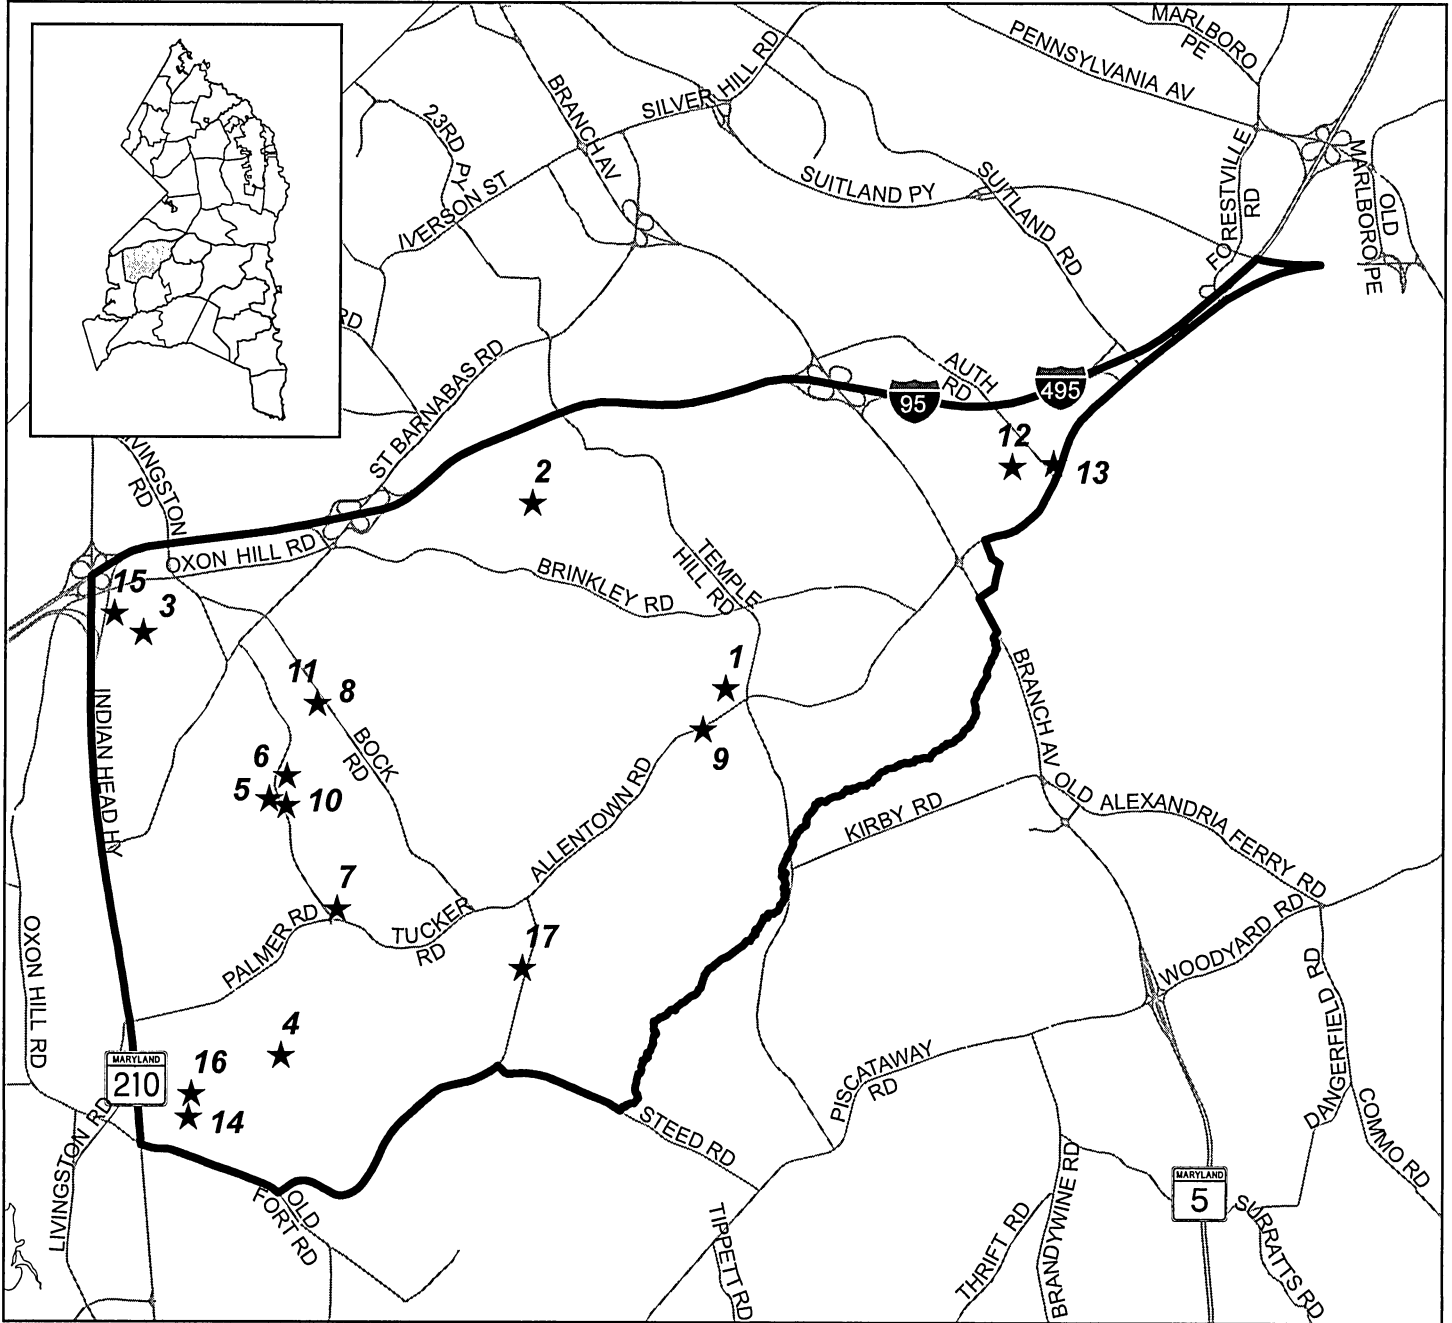 MARLBORO
PE
PENNSYLVANIA AV
SILVER HILL RD
BRANCH AV
23RD PY
IVERSON ST
SUITLAND PY
SUITLAND RD
FORESTVILLE
RD
MARLBORO PE
OLD
RD
ST BARNABAS RD
AUTH
RD
95
495
12
13
2
VINGSTON
RD
OXON HILL RD
BRINKLEY RD
TEMPLE
HILL RD
15
3
1
11
8
9
INDIAN HEAD HY
BOCK
RD
6
5
10
BRANCH AV
ALLENTOWN RD
KIRBY RD
OLD ALEXANDRIA FERRY RD
7
PALMER RD
TUCKER
RD
17
OXON HILL RD
WOODYARD RD
DANGERFIELD RD
4
16
14
MARYLAND
210
PISCATAWAY
RD
LIVINGSTON RD
STEED RD
COMMO RD
OLD
FORT RD
MARYLAND
5
TIPPETT RD
THRIFT RD
BRANDYWINE RD
SURRATTS RD